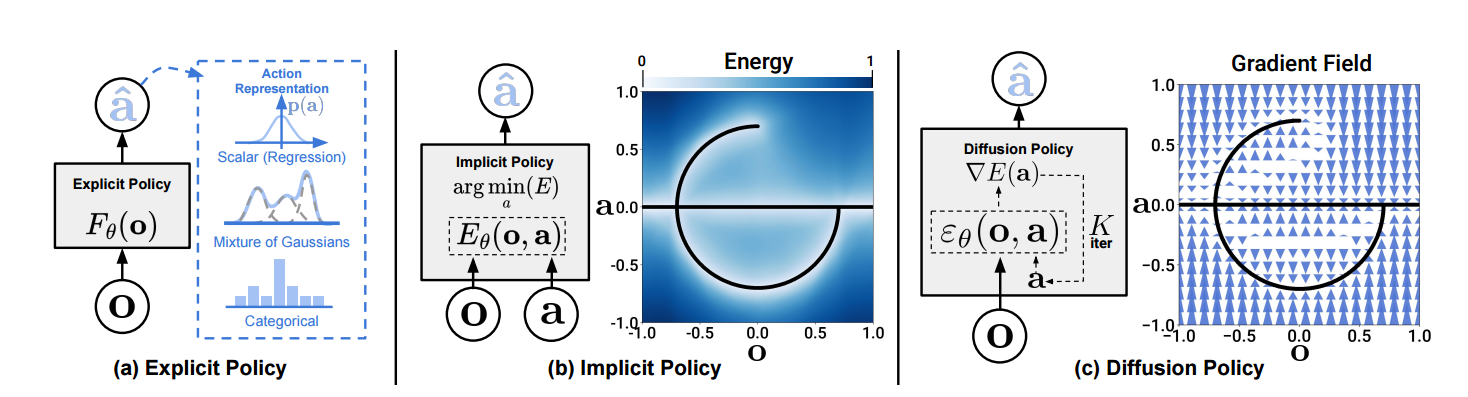 â
Explicit Policy
F_θ(o)
o
Action
Representation
p(a)
Scalar (Regression)
Mixture of Gaussians
Categorical
(a) Explicit Policy
â
Implicit Policy
arg min(E)
a
E_θ(o, a)
o a
Energy
0 1
1.0
0.5
a 0.0
-0.5
-1.0
-1.0 -0.5 0.0 0.5 1.0
o
(b) Implicit Policy
â
Diffusion Policy
∇E(a)
ε_θ(o, a)
K
iter
a
o
Gradient Field
1.0
0.5
a 0.0
−0.5
−1.0
−1.0 −0.5 0.0 0.5 1.0
o
(c) Diffusion Policy